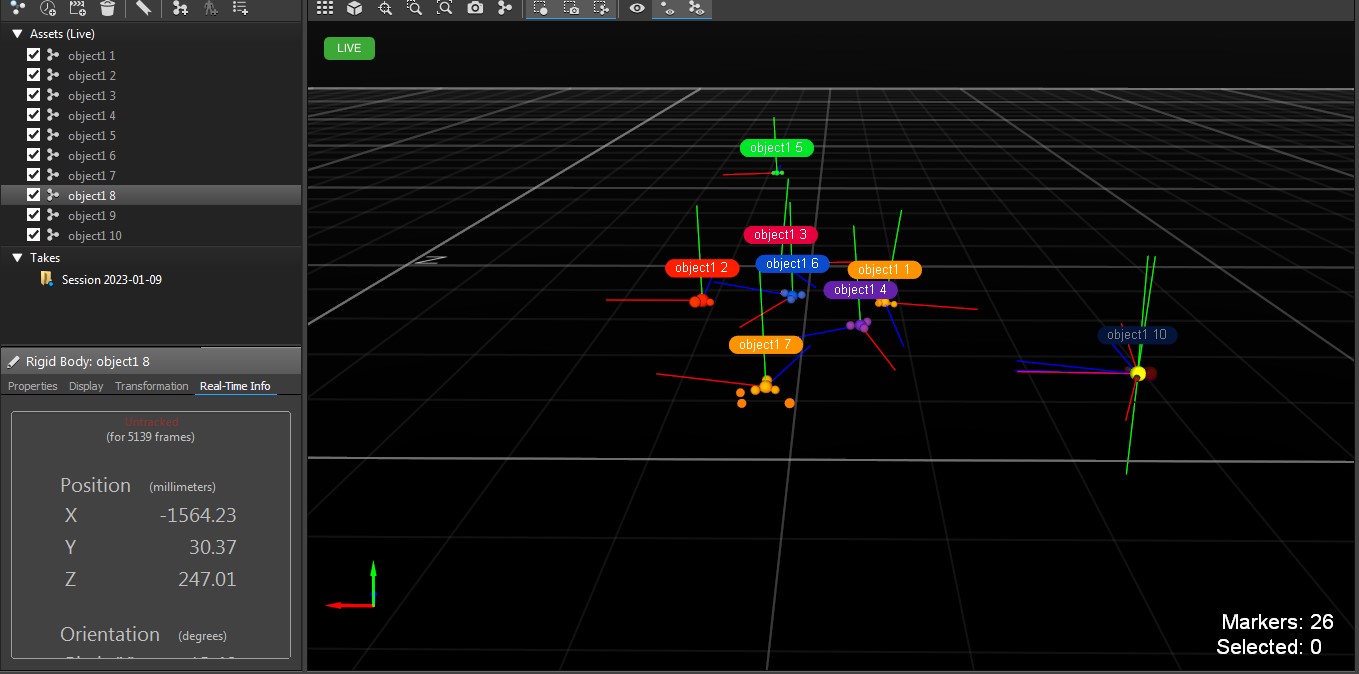 Assets (Live)
object1 1
object1 2
object1 3
object1 4
object1 5
object1 6
object1 7
object1 8
object1 9
object1 10
Takes
Session 2023-01-09
Rigid Body: object1 8
Properties Display Transformation Real-Time Info
Untracked
(for 5139 frames)
Position (millimeters)
X -1564.23
Y 30.37
Z 247.01
Orientation (degrees)
LIVE
object1 5
object1 3
object1 6
object1 2
object1 1
object1 4
object1 10
object1 7
Markers: 26
Selected: 0